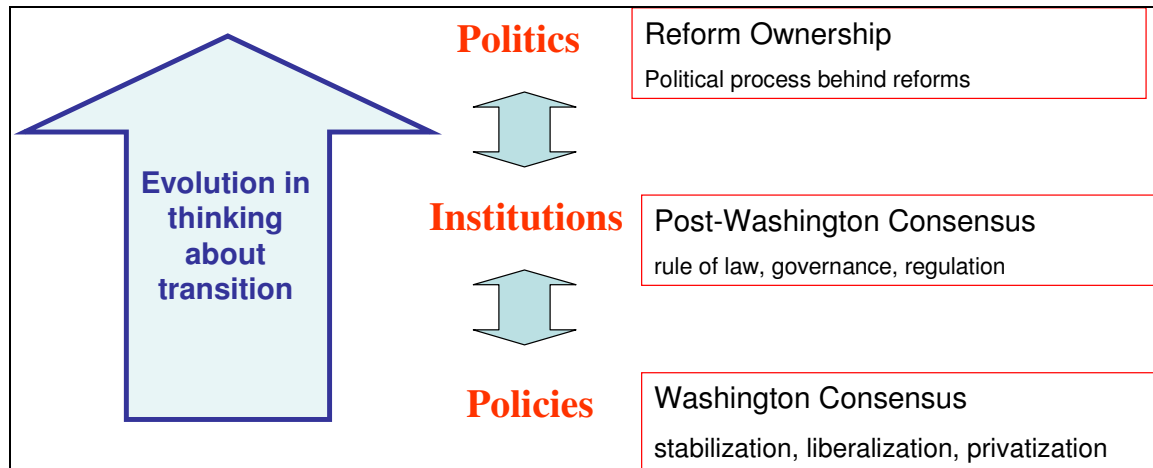 Politics
Reform Ownership
Political process behind reforms
Evolution in
thinking
about
transition
Institutions
Post-Washington Consensus
rule of law, governance, regulation
Policies
Washington Consensus
stabilization, liberalization, privatization